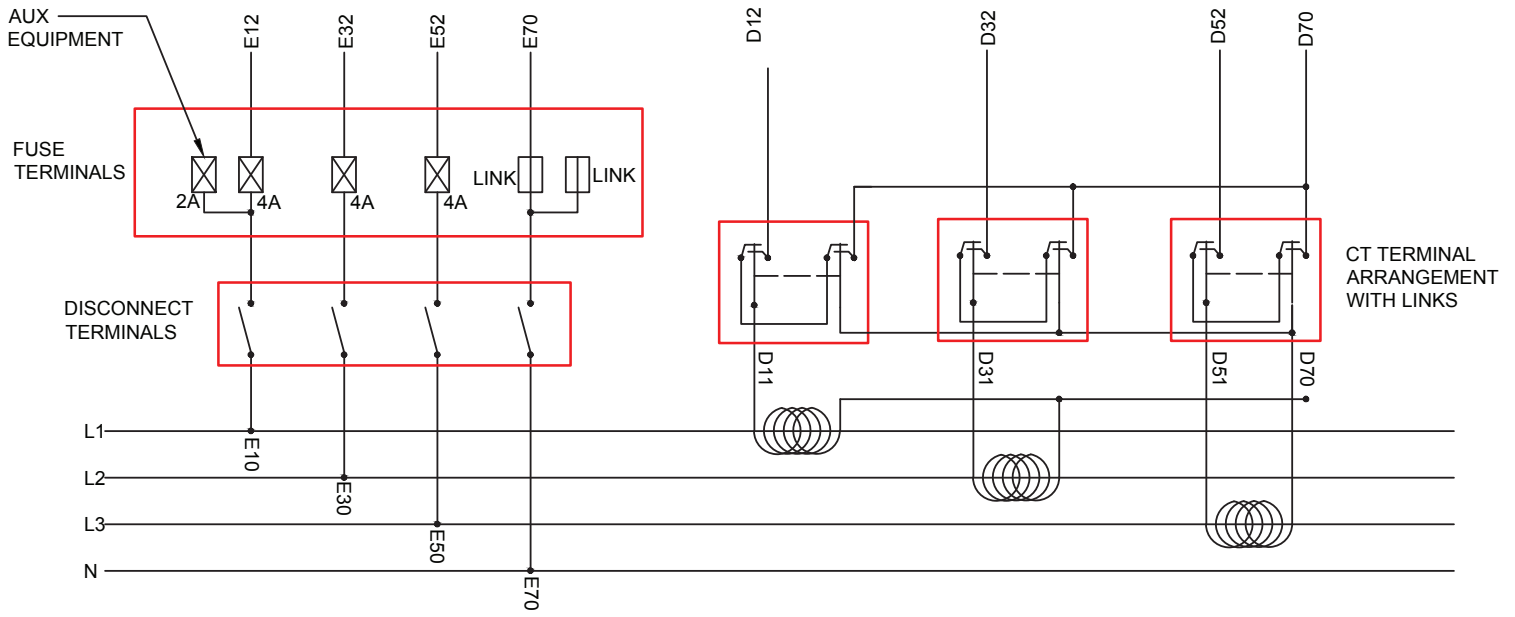 AUX
EQUIPMENT
E12
E32
E52
E70
D12
D32
D52
D70
FUSE
TERMINALS
2A
4A
4A
4A
LINK
LINK
DISCONNECT
TERMINALS
CT TERMINAL
ARRANGEMENT
WITH LINKS
D11
D31
D51
D70
L1
E10
L2
E30
L3
E50
N
E70